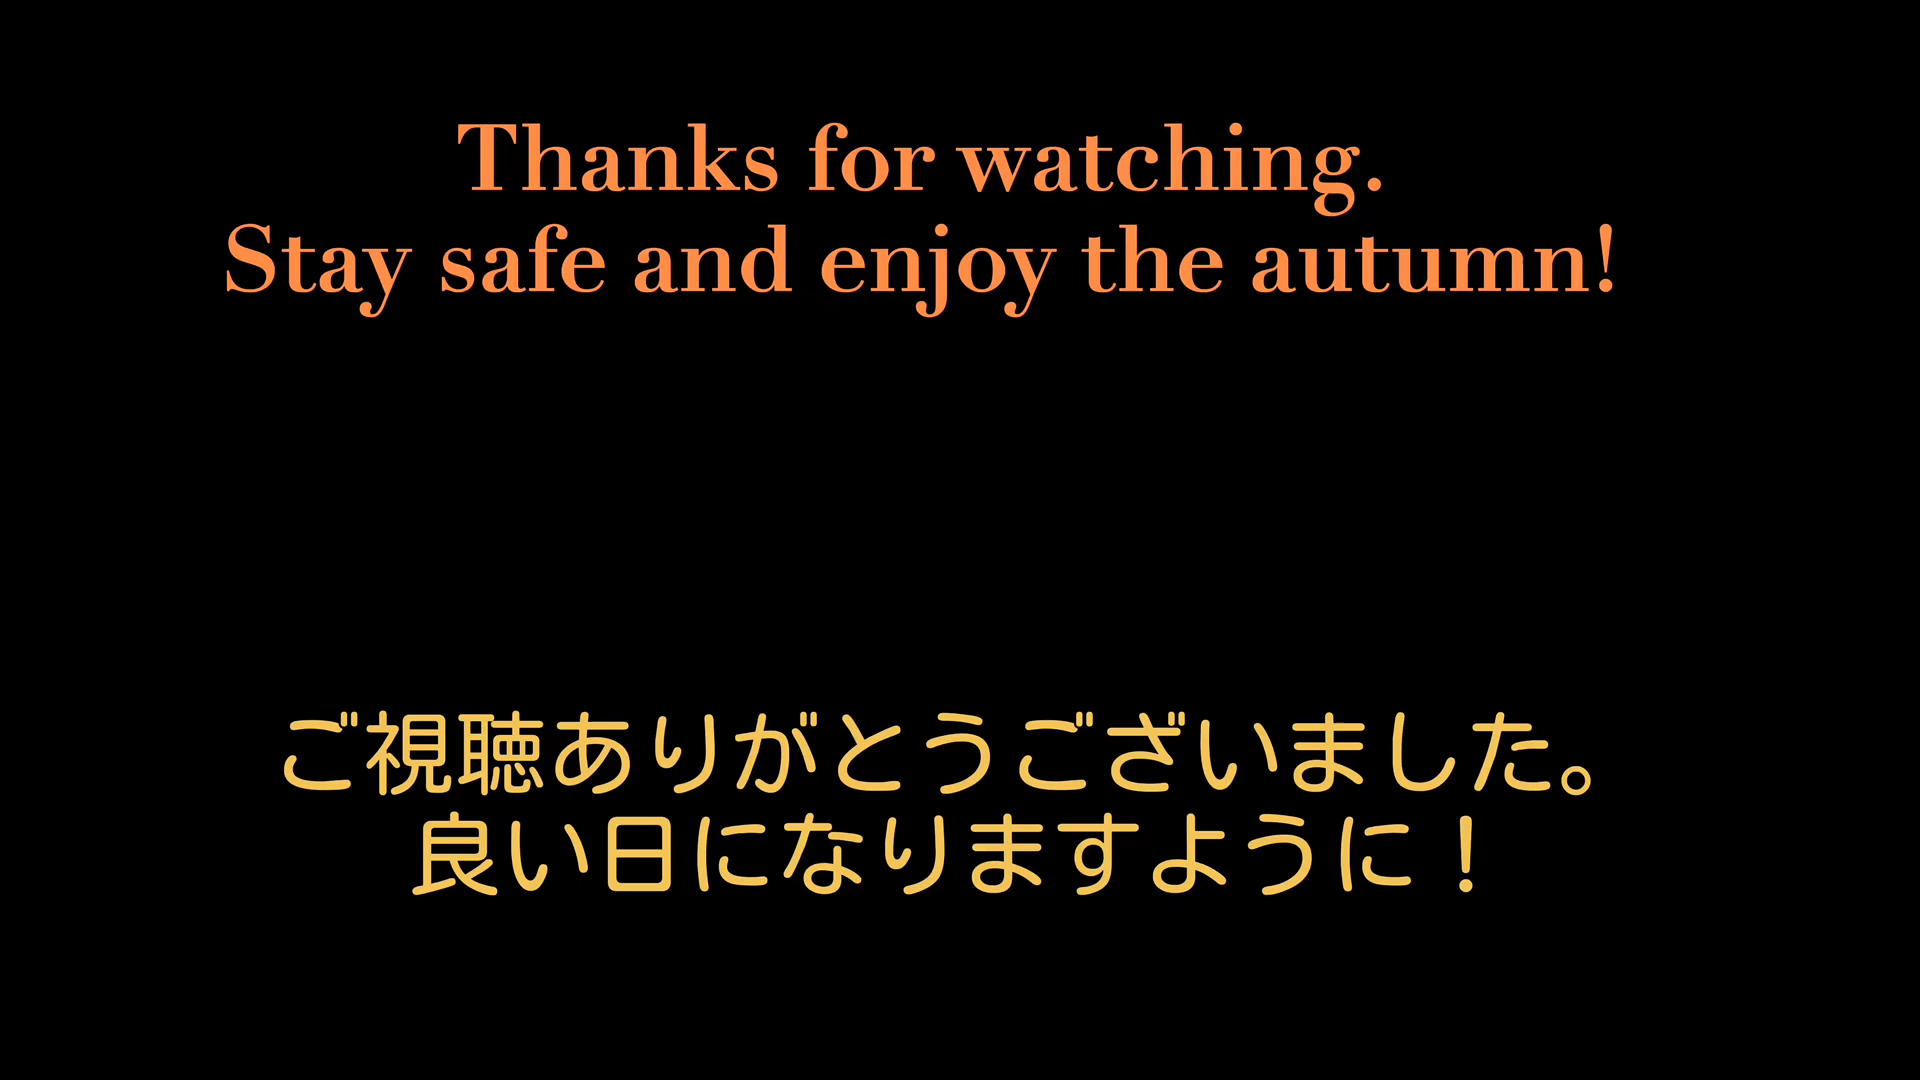 Thanks for watching.
Stay safe and enjoy the autumn!
ご視聴ありがとうございました。
良い日になりますように！